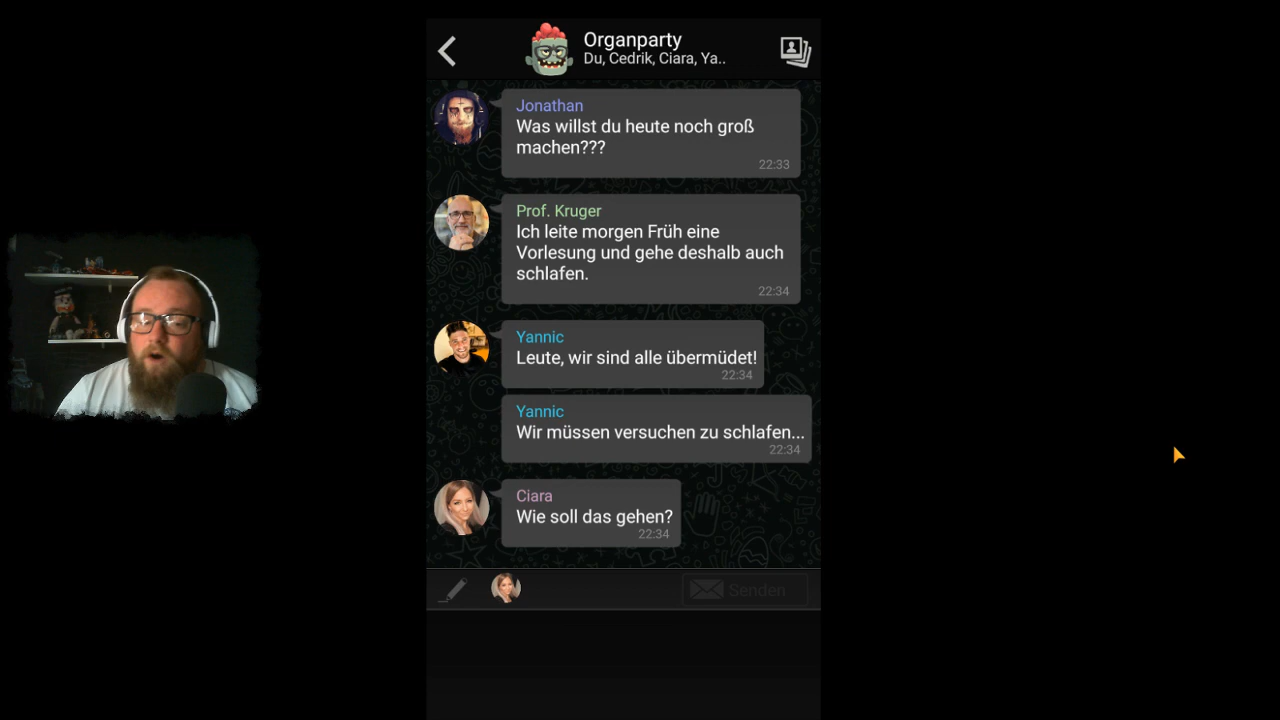 Organparty
Du, Cedrik, Ciara, Ya..
Jonathan
Was willst du heute noch groß
machen???
22:33
Prof. Kruger
Ich leite morgen Früh eine
Vorlesung und gehe deshalb auch
schlafen.
22:34
Yannic
Leute, wir sind alle übermüdet!
22:34
Yannic
Wir müssen versuchen zu schlafen...
22:34
Ciara
Wie soll das gehen?
22:34
Senden